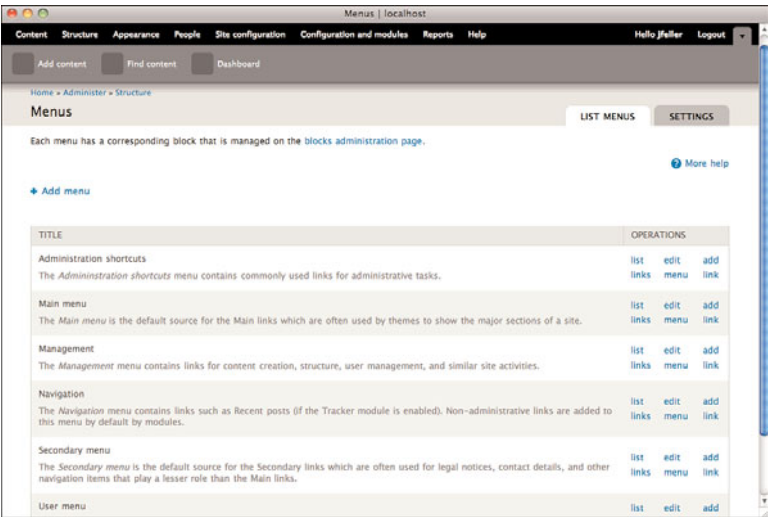 Menus | localhost
Content Structure Appearance People Site configuration Configuration and modules Reports Help Hello jfeiler Logout
Add content Find content Dashboard
Home » Administer » Structure
Menus
LIST MENUS SETTINGS
Each menu has a corresponding block that is managed on the blocks administration page.
More help
+ Add menu
TITLE OPERATIONS
Administration shortcuts
The Admininstration shortcuts menu contains commonly used links for administrative tasks.
list links edit menu add link
Main menu
The Main menu is the default source for the Main links which are often used by themes to show the major sections of a site.
list links edit menu add link
Management
The Management menu contains links for content creation, structure, user management, and similar site activities.
list links edit menu add link
Navigation
The Navigation menu contains links such as Recent posts (if the Tracker module is enabled). Non-administrative links are added to
this menu by default by modules.
list links edit menu add link
Secondary menu
The Secondary menu is the default source for the Secondary links which are often used for legal notices, contact details, and other
navigation items that play a lesser role than the Main links.
list links edit menu add link
User menu
list edit add